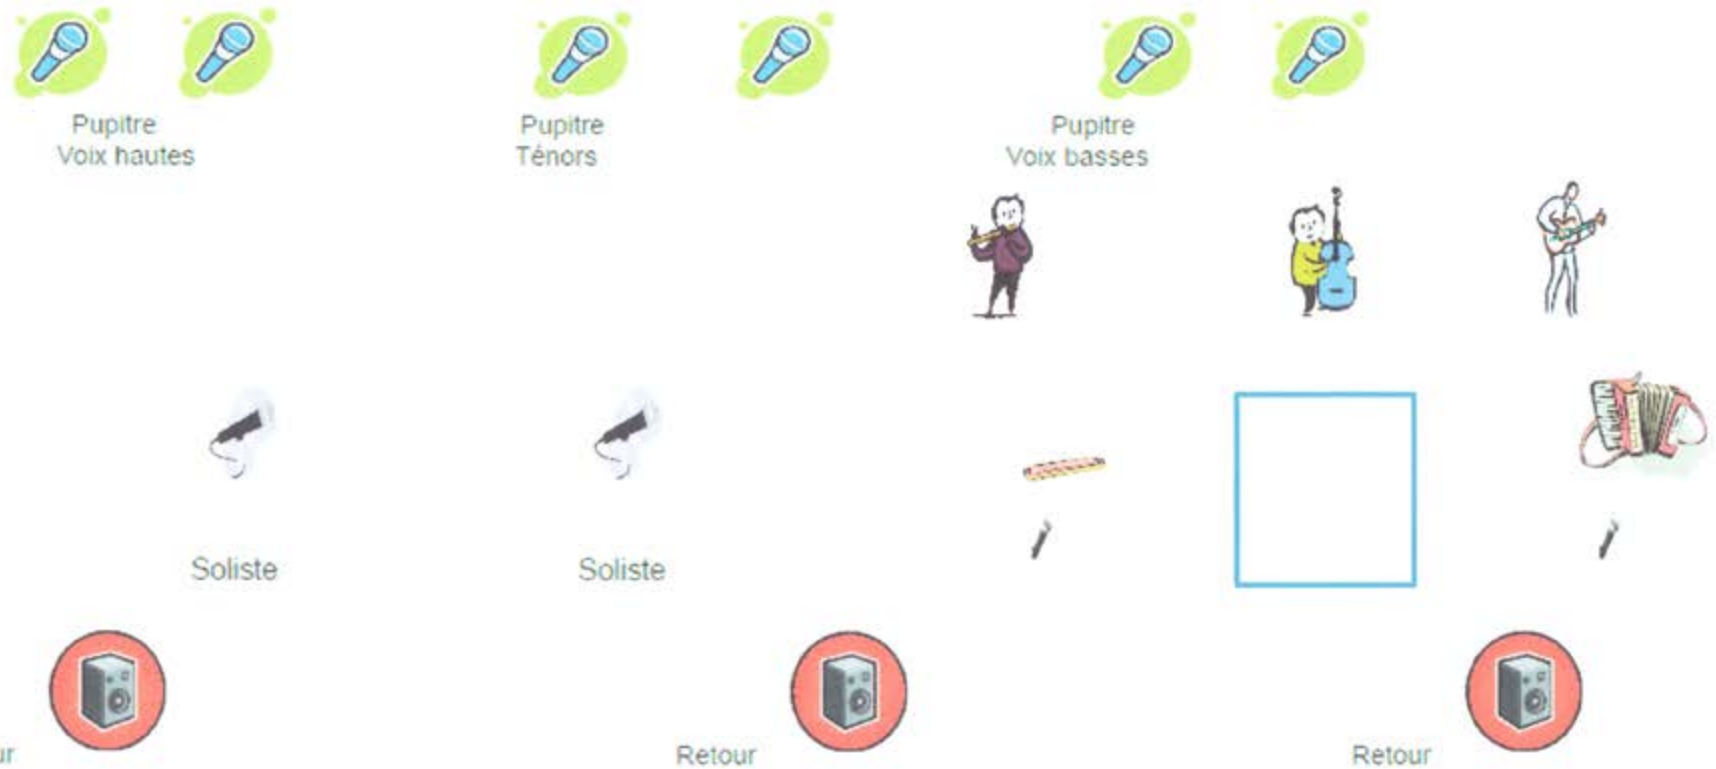 Pupitre
Voix hautes
Pupitre
Ténors
Pupitre
Voix basses
Soliste
Soliste
Retour
Retour